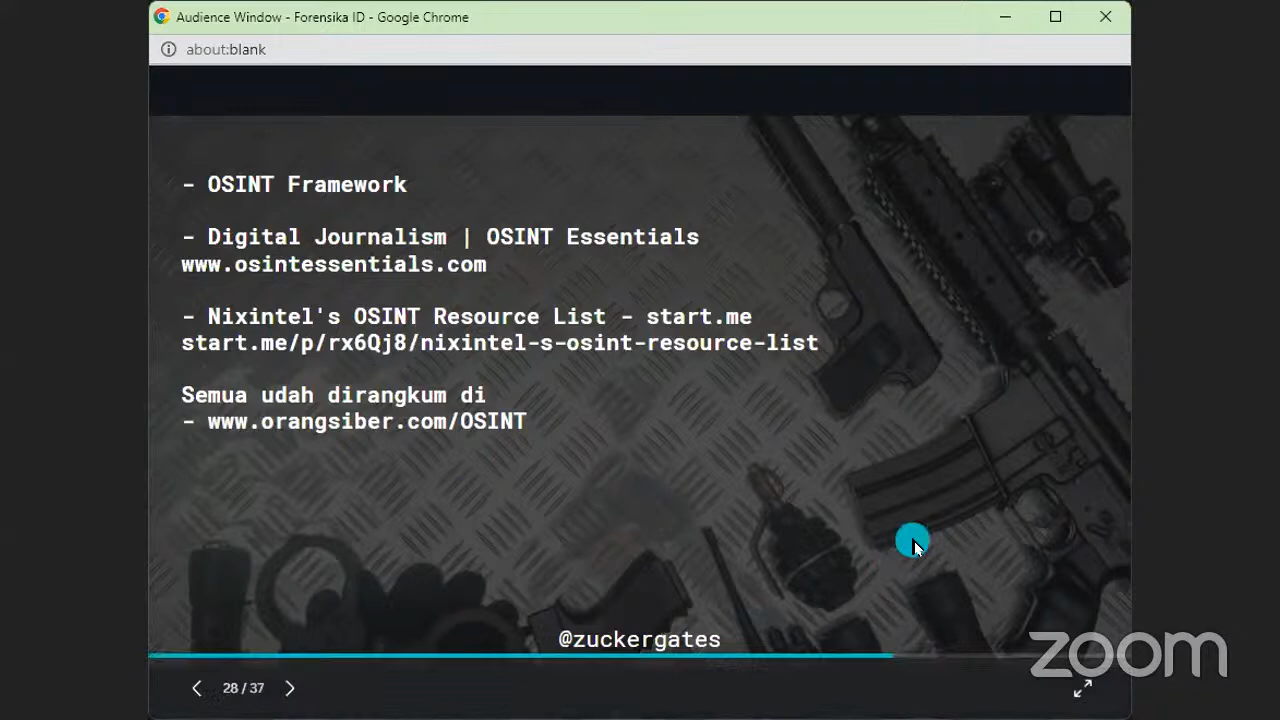 Audience Window - Forensika ID - Google Chrome
about:blank
- OSINT Framework
- Digital Journalism | OSINT Essentials
www.osintessentials.com
- Nixintel's OSINT Resource List - start.me
start.me/p/rx6Qj8/nixintel-s-osint-resource-list
Semua udah dirangkum di
- www.orangsiber.com/OSINT
@zuckergates
28 / 37
zoom